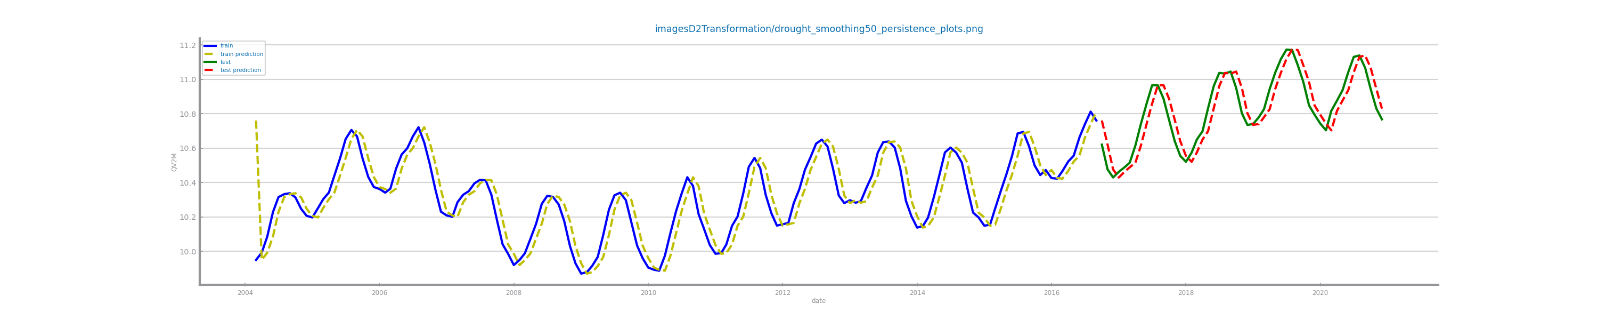 imagesD2Transformation/drought_smoothing50_persistence_plots.png
train
train prediction
test
test prediction
11.2
11.0
10.8
10.6
10.4
10.2
10.0
QV2M
2004 2006 2008 2010 2012 2014 2016 2018 2020
date